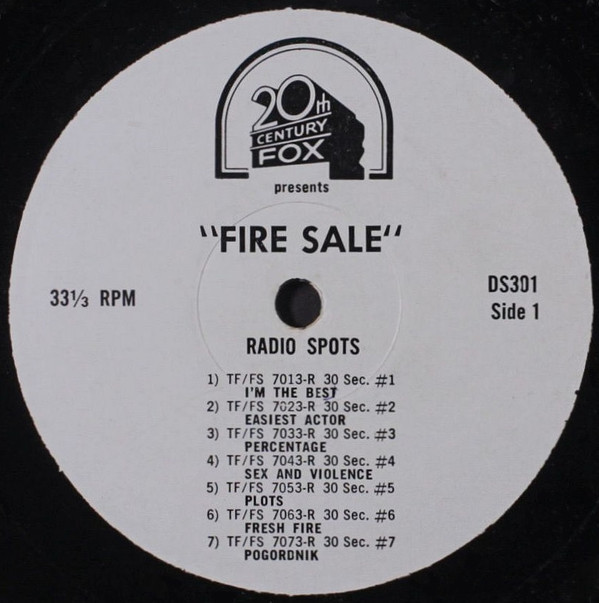 20th
CENTURY
FOX
presents
"FIRE SALE"
33⅓ RPM
DS301
Side 1
RADIO SPOTS
1) TF/FS 7013-R 30 Sec. #1
I'M THE BEST
2) TF/FS 7023-R 30 Sec. #2
EASIEST ACTOR
3) TF/FS 7033-R 30 Sec. #3
PERCENTAGE
4) TF/FS 7043-R 30 Sec. #4
SEX AND VIOLENCE
5) TF/FS 7053-R 30 Sec. #5
PLOTS
6) TF/FS 7063-R 30 Sec. #6
FRESH FIRE
7) TF/FS 7073-R 30 Sec. #7
POGORDNIK